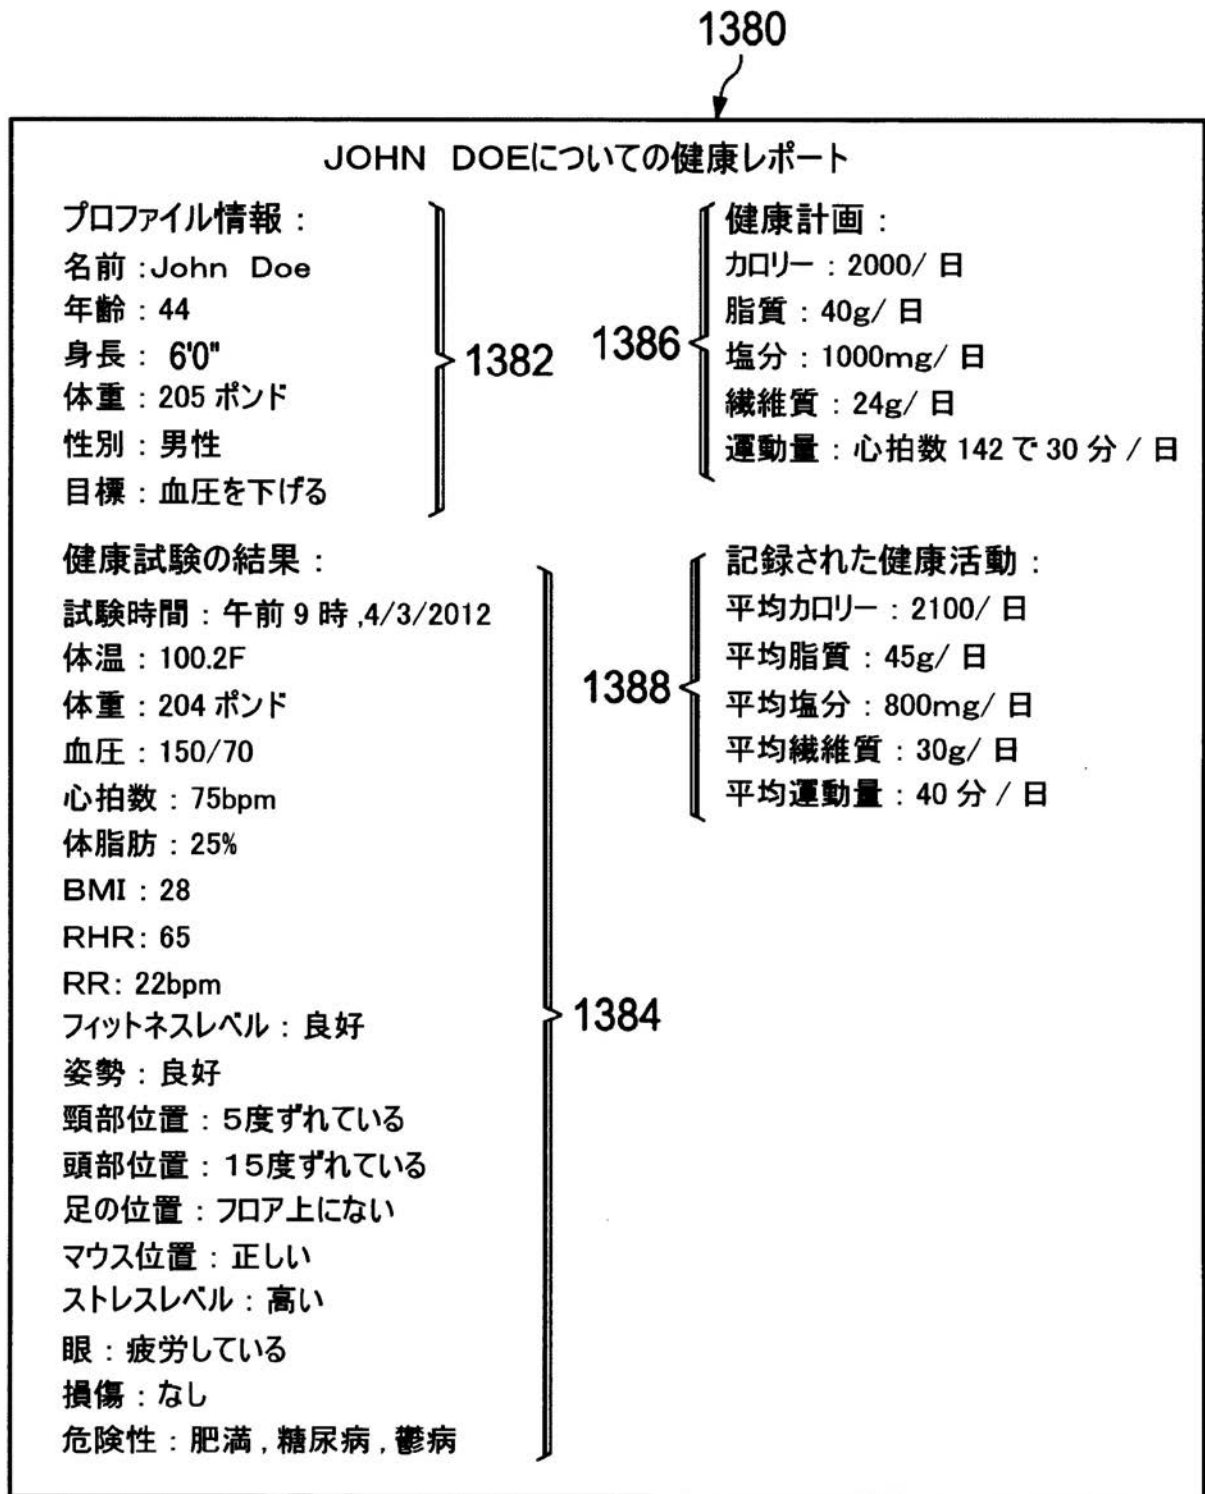 1380
JOHN DOEについての健康レポート
プロファイル情報：
名前：John Doe
年齢：44
身長： 6'0"
体重：205 ポンド
性別：男性
目標：血圧を下げる
1382
健康試験の結果：
試験時間：午前 9 時 ,4/3/2012
体温：100.2F
体重：204 ポンド
血圧：150/70
心拍数：75bpm
体脂肪：25%
BMI：28
RHR: 65
RR: 22bpm
フィットネスレベル：良好
姿勢：良好
頸部位置：5度ずれている
頭部位置：15度ずれている
足の位置：フロア上にない
マウス位置：正しい
ストレスレベル：高い
眼：疲労している
損傷：なし
危険性：肥満 , 糖尿病 , 鬱病
1384
1386
健康計画：
カロリー：2000/ 日
脂質：40g/ 日
塩分：1000mg/ 日
繊維質：24g/ 日
運動量：心拍数 142 で 30 分 / 日
1388
記録された健康活動：
平均カロリー：2100/ 日
平均脂質：45g/ 日
平均塩分：800mg/ 日
平均繊維質：30g/ 日
平均運動量：40 分 / 日